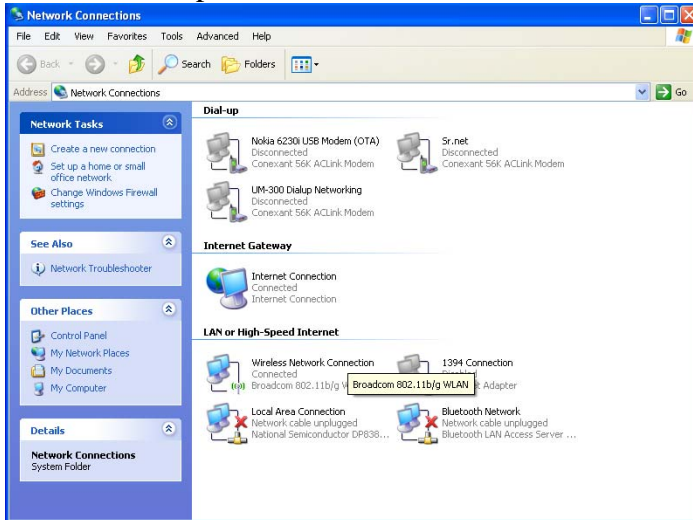 Network Connections
File Edit View Favorites Tools Advanced Help
Back Search Folders
Address Network Connections Go
Network Tasks
Create a new connection
Set up a home or small
office network
Change Windows Firewall
settings
See Also
Network Troubleshooter
Other Places
Control Panel
My Network Places
My Documents
My Computer
Details
Network Connections
System Folder
Dial-up
Nokia 6230i USB Modem (OTA)
Disconnected
Conexant 56K ACLink Modem
Sr.net
Disconnected
Conexant 56K ACLink Modem
UM-300 Dialup Networking
Disconnected
Conexant 56K ACLink Modem
Internet Gateway
Internet Connection
Connected
Internet Connection
LAN or High-Speed Internet
Wireless Network Connection
Connected
Broadcom 802.11b/g
Broadcom 802.11b/g WLAN
1394 Connection
Adapter
Local Area Connection
Network cable unplugged
National Semiconductor DP838...
Bluetooth Network
Network cable unplugged
Bluetooth LAN Access Server ...